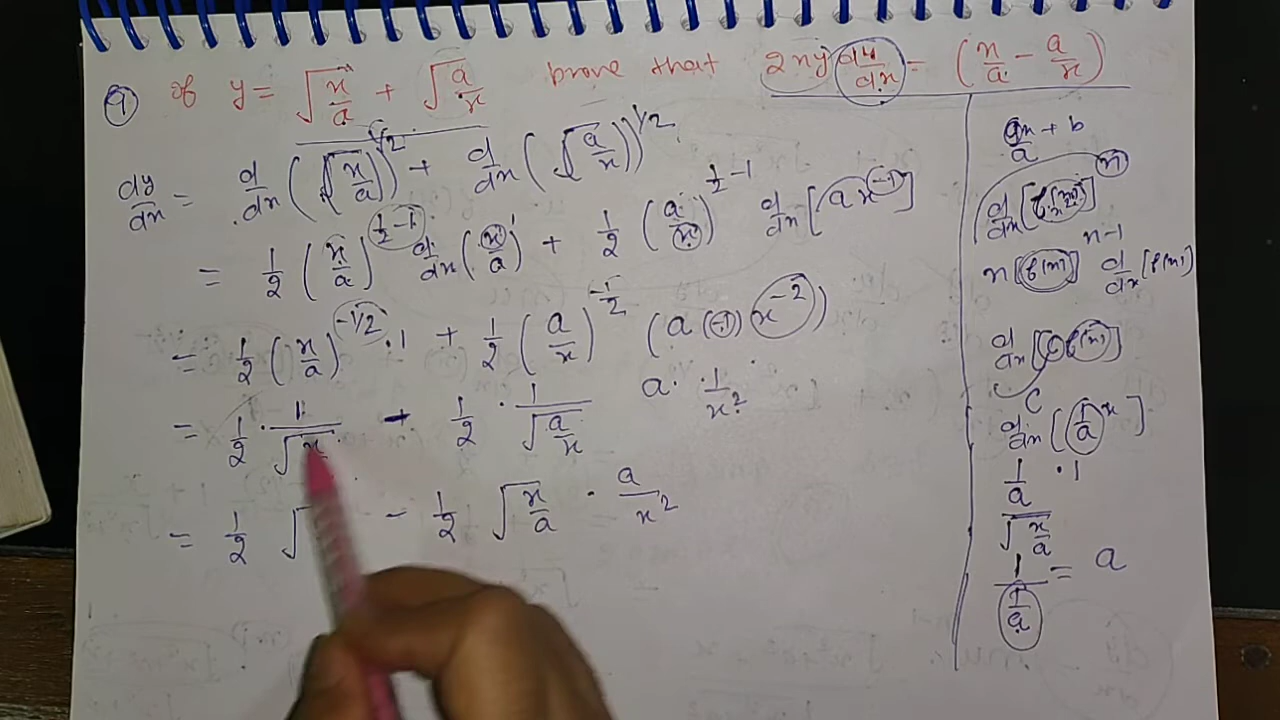 9 If y = √(x/a) + √(a/x) prove that 2xy dy/dx = (x/a - a/x)
dy/dx = d/dx (√(x/a))^1/2 + d/dx (√(a/x))^1/2
= 1/2 (x/a)^(1/2 - 1) d/dx (x/a)^1 + 1/2 (a/x)^(1/2 - 1) d/dx [a x^-1]
= 1/2 (x/a)^(-1/2) · 1 + 1/2 (a/x)^(-1/2) (a (-1) x^-2)
= 1/2 · 1/√x - 1/2 · 1/√(a/x) a · 1/x²
= 1/2 √ - 1/2 √(x/a) · a/x²
ax + b
a
n
d/dx [f(x)]
n [f(x)]^(n-1) d/dx [f(x)]
d/dx [c f(x)]
c
d/dx [(1/a) x]
1/a · 1
√(x/a)
1/(1/a) = a